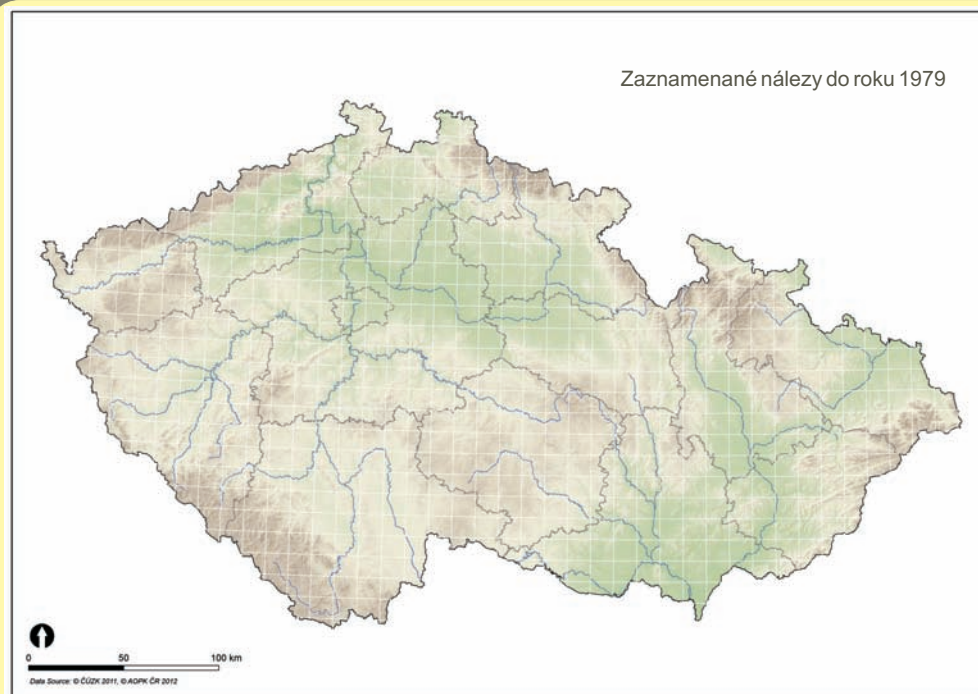 Zaznamenané nálezy do roku 1979
0 50 100 km
Data Source: © ČÚZK 2011, © AOPK ČR 2012